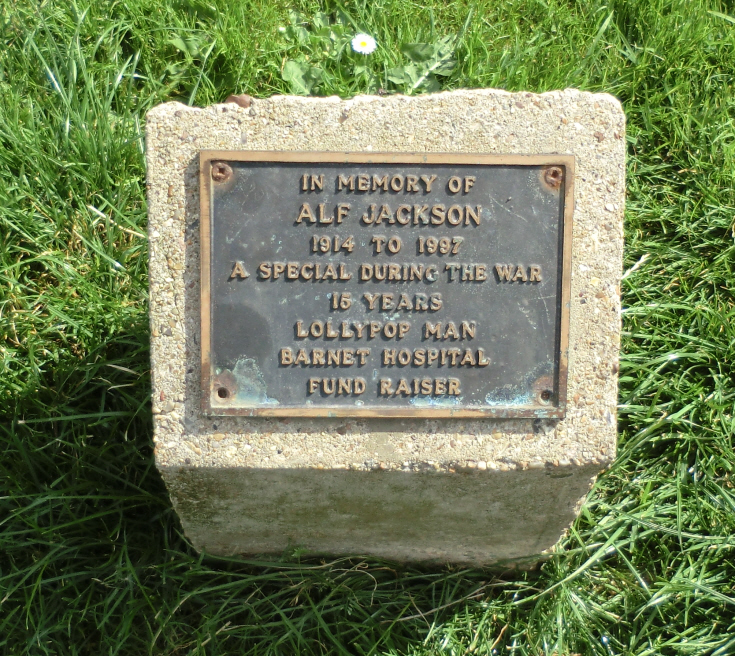 IN MEMORY OF
ALF JACKSON
1914 TO 1997
A SPECIAL DURING THE WAR
15 YEARS
LOLLYPOP MAN
BARNET HOSPITAL
FUND RAISER